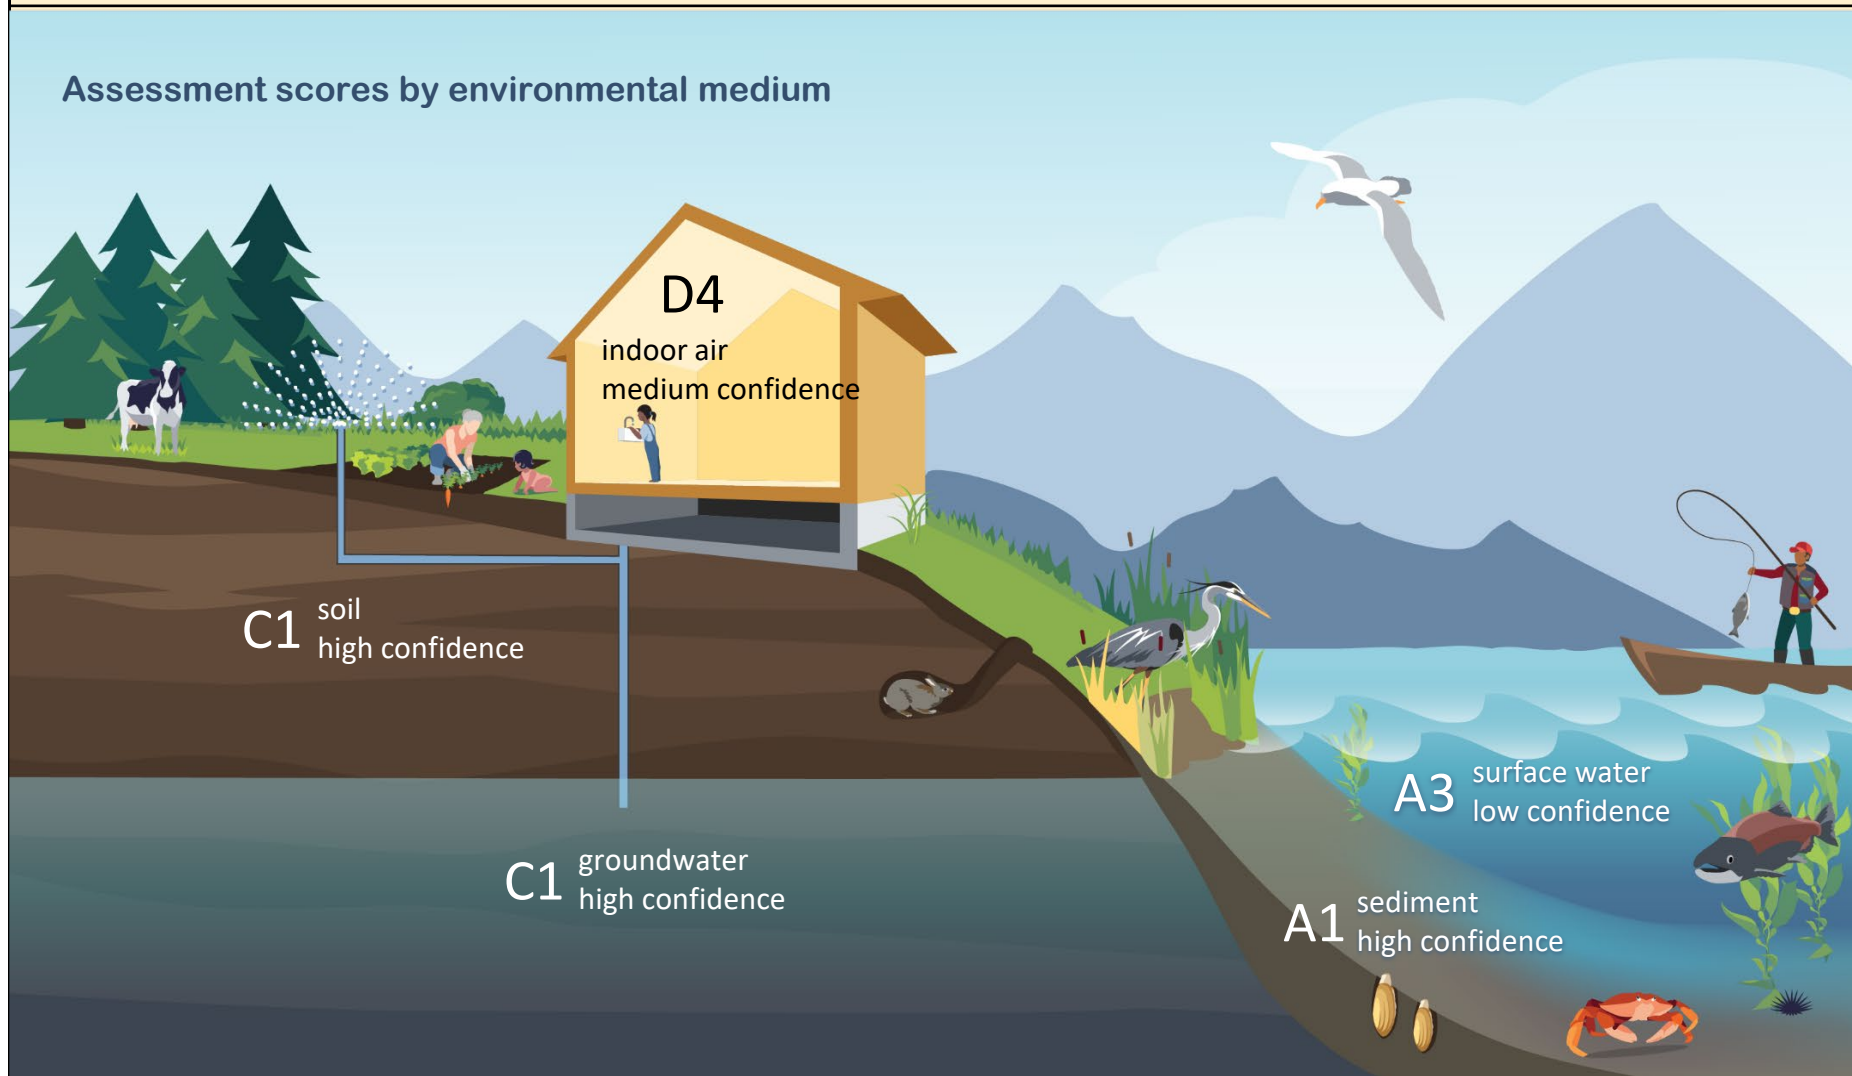 Assessment scores by environmental medium
D4
indoor air
medium confidence
C1
soil
high confidence
C1
groundwater
high confidence
A3
surface water
low confidence
A1
sediment
high confidence